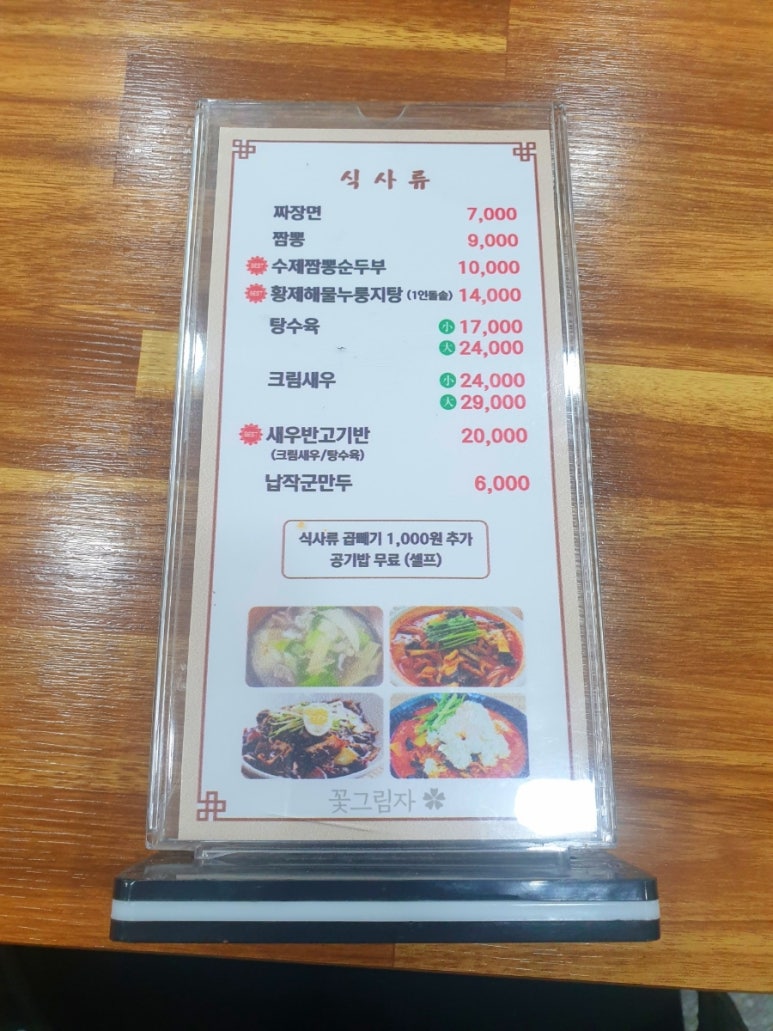 식사류
짜장면 7,000
짬뽕 9,000
BEST 수제짬뽕순두부 10,000
BEST 황제해물누룽지탕 (1인돌솥) 14,000
탕수육 小 17,000
大 24,000
크림새우 小 24,000
大 29,000
BEST 새우반고기반 20,000
(크림새우/탕수육)
납작군만두 6,000
식사류 곱빼기 1,000원 추가
공기밥 무료 (셀프)
꽃그림자